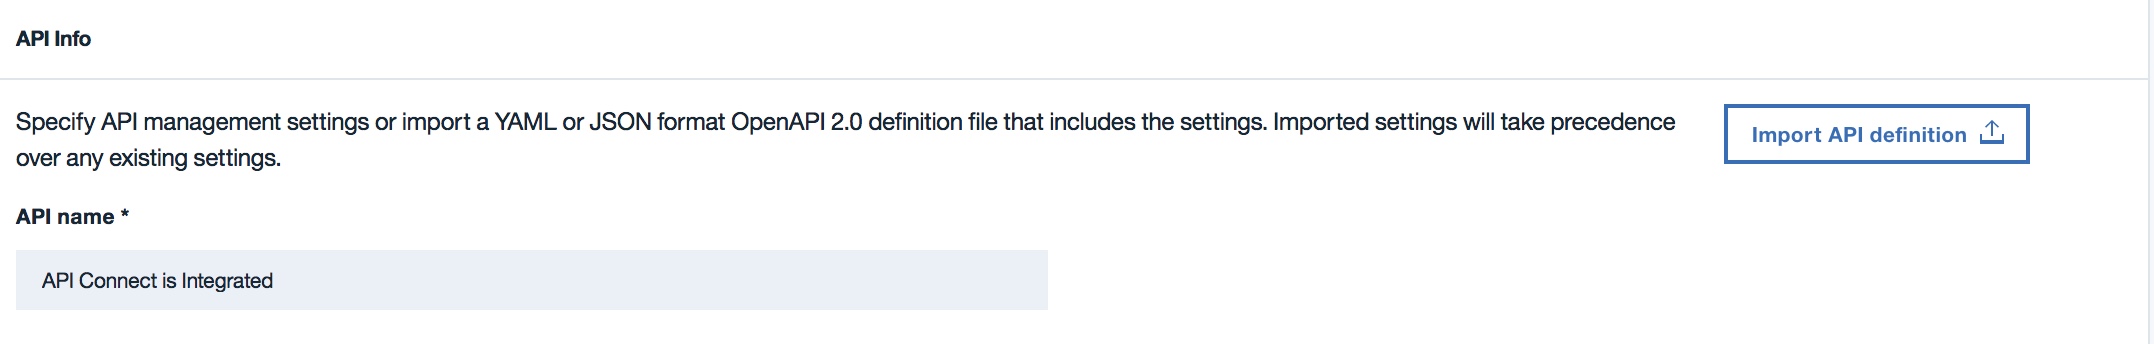 API Info
Specify API management settings or import a YAML or JSON format OpenAPI 2.0 definition file that includes the settings. Imported settings will take precedence
over any existing settings.
Import API definition
API name *
API Connect is Integrated